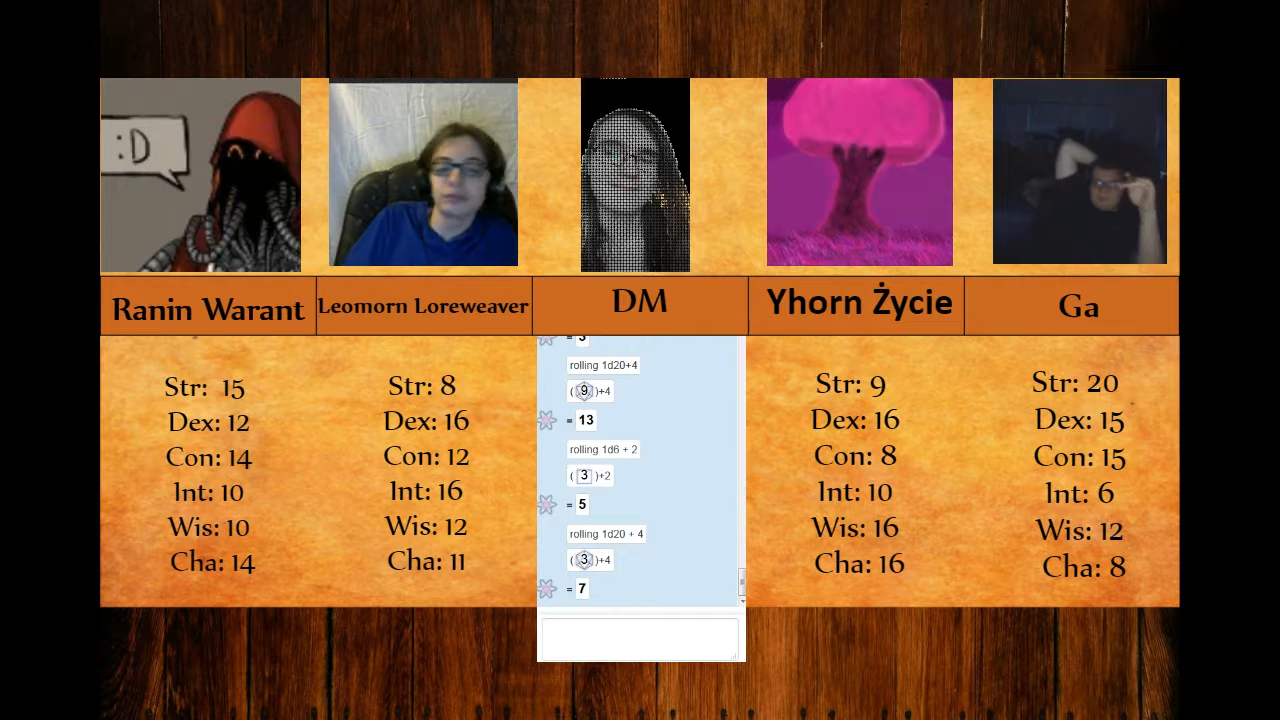 :D
Ranin Warant
Leomorn Loreweaver
DM
Yhorn Życie
Ga
Str: 15
Dex: 12
Con: 14
Int: 10
Wis: 10
Cha: 14
Str: 8
Dex: 16
Con: 12
Int: 16
Wis: 12
Cha: 11
rolling 1d20+4
(9)+4
= 13
rolling 1d6 + 2
(3)+2
= 5
rolling 1d20 + 4
(3)+4
= 7
Str: 9
Dex: 16
Con: 8
Int: 10
Wis: 16
Cha: 16
Str: 20
Dex: 15
Con: 15
Int: 6
Wis: 12
Cha: 8